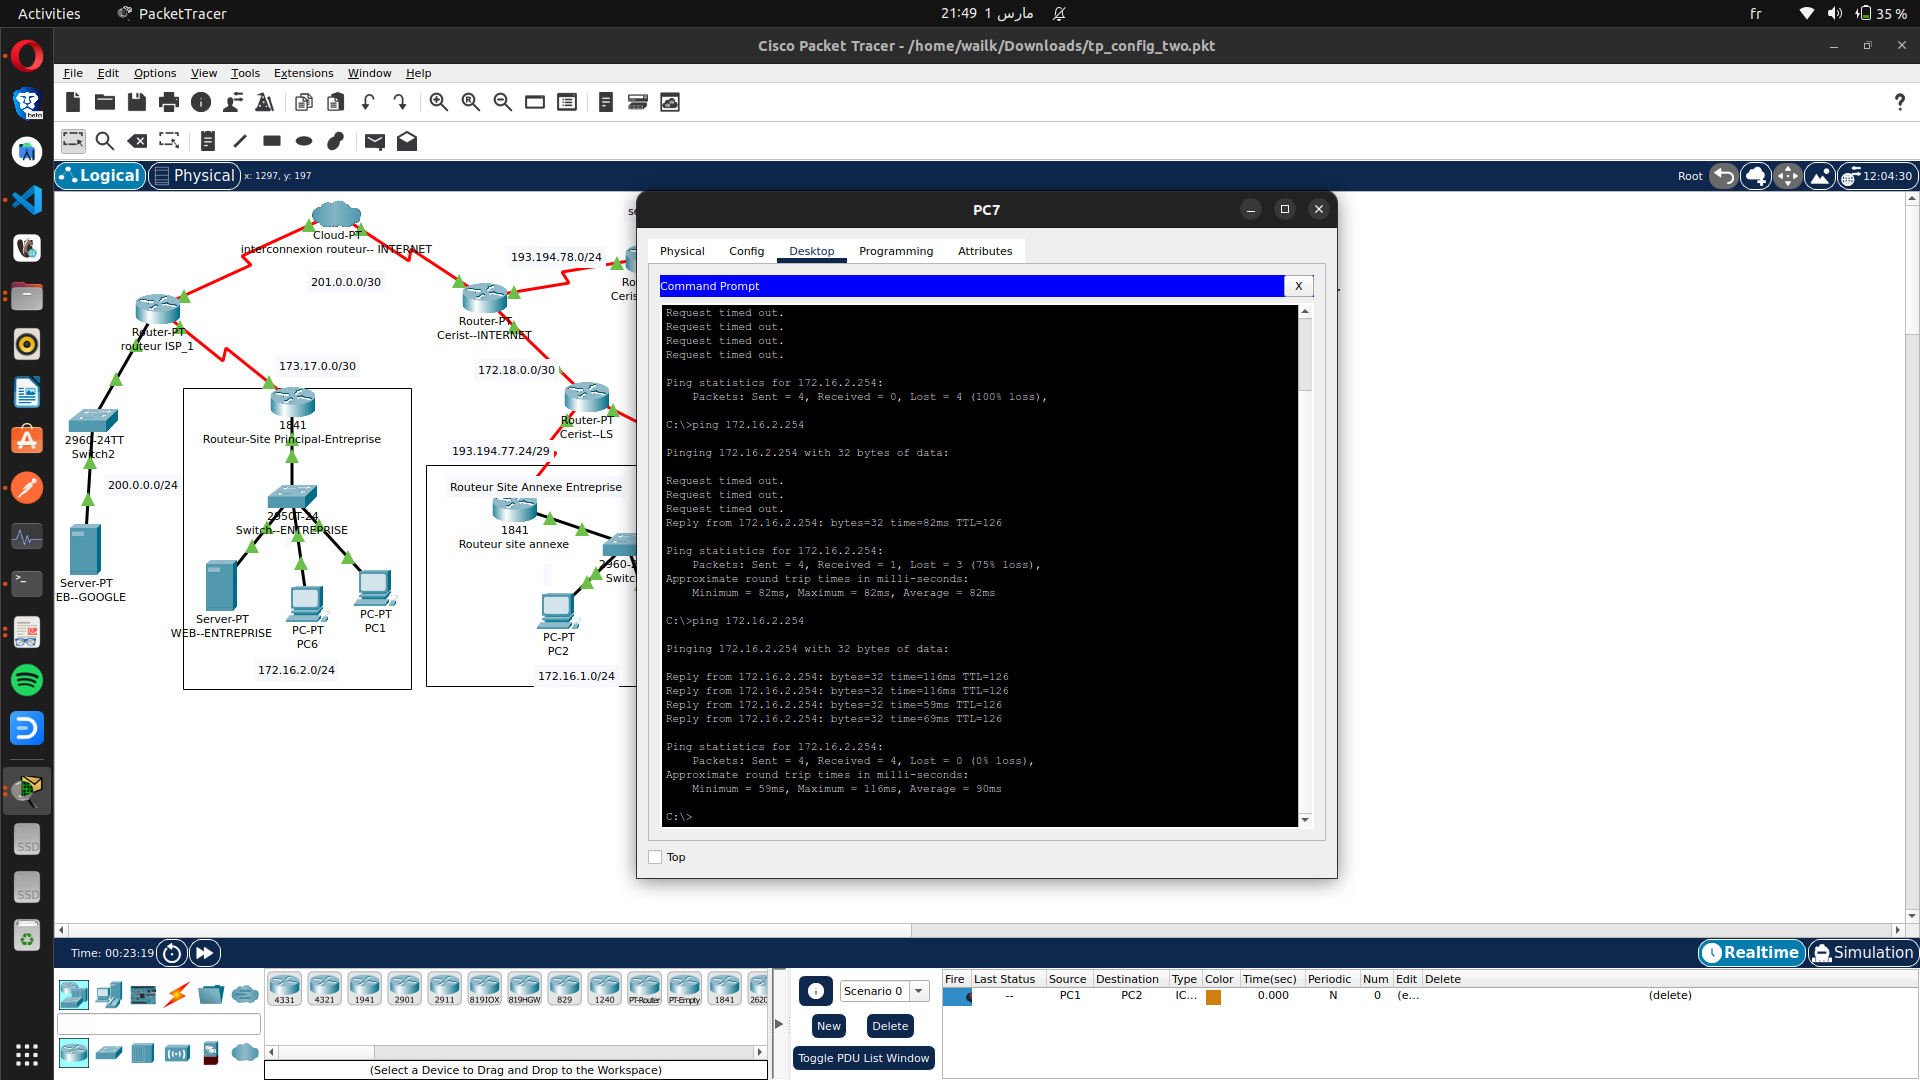 Activities
PacketTracer
21:49 1 مارس
fr
35 %
Cisco Packet Tracer - /home/wailk/Downloads/tp_config_two.pkt
File Edit Options View Tools Extensions Window Help
?
Logical
Physical
x: 1297, y: 197
Root
12:04:30
Cloud-PT
interconnexion routeur-- INTERNET
201.0.0.0/30
193.194.78.0/24
Router-PT
Cerist--INTERNET
Router-PT
routeur ISP_1
173.17.0.0/30
172.18.0.0/30
Router-PT
Cerist--LS
1841
Routeur-Site Principal-Entreprise
2960-24TT
Switch2
193.194.77.24/29
200.0.0.0/24
Routeur Site Annexe Entreprise
1841
Routeur site annexe
2950T-24
Switch--ENTREPRISE
2960-2
Switc
Server-PT
EB--GOOGLE
Server-PT
WEB--ENTREPRISE
PC-PT
PC6
PC-PT
PC1
PC-PT
PC2
172.16.2.0/24
172.16.1.0/24
PC7
Physical Config Desktop Programming Attributes
Command Prompt
X
Request timed out.
Request timed out.
Request timed out.
Request timed out.
Ping statistics for 172.16.2.254:
Packets: Sent = 4, Received = 0, Lost = 4 (100% loss),
C:\>ping 172.16.2.254
Pinging 172.16.2.254 with 32 bytes of data:
Request timed out.
Request timed out.
Request timed out.
Reply from 172.16.2.254: bytes=32 time=82ms TTL=126
Ping statistics for 172.16.2.254:
Packets: Sent = 4, Received = 1, Lost = 3 (75% loss),
Approximate round trip times in milli-seconds:
Minimum = 82ms, Maximum = 82ms, Average = 82ms
C:\>ping 172.16.2.254
Pinging 172.16.2.254 with 32 bytes of data:
Reply from 172.16.2.254: bytes=32 time=116ms TTL=126
Reply from 172.16.2.254: bytes=32 time=116ms TTL=126
Reply from 172.16.2.254: bytes=32 time=59ms TTL=126
Reply from 172.16.2.254: bytes=32 time=69ms TTL=126
Ping statistics for 172.16.2.254:
Packets: Sent = 4, Received = 4, Lost = 0 (0% loss),
Approximate round trip times in milli-seconds:
Minimum = 59ms, Maximum = 116ms, Average = 90ms
C:\>
Top
Time: 00:23:19
Realtime
Simulation
4331 4321 1941 2901 2911 819IOX 819HGW 829 1240 PT-Router PT-Empty 1841 2620
(Select a Device to Drag and Drop to the Workspace)
Scenario 0
New
Delete
Toggle PDU List Window
Fire Last Status Source Destination Type Color Time(sec) Periodic Num Edit Delete
-- PC1 PC2 IC... 0.000 N 0 (e... (delete)
SSD
SSD